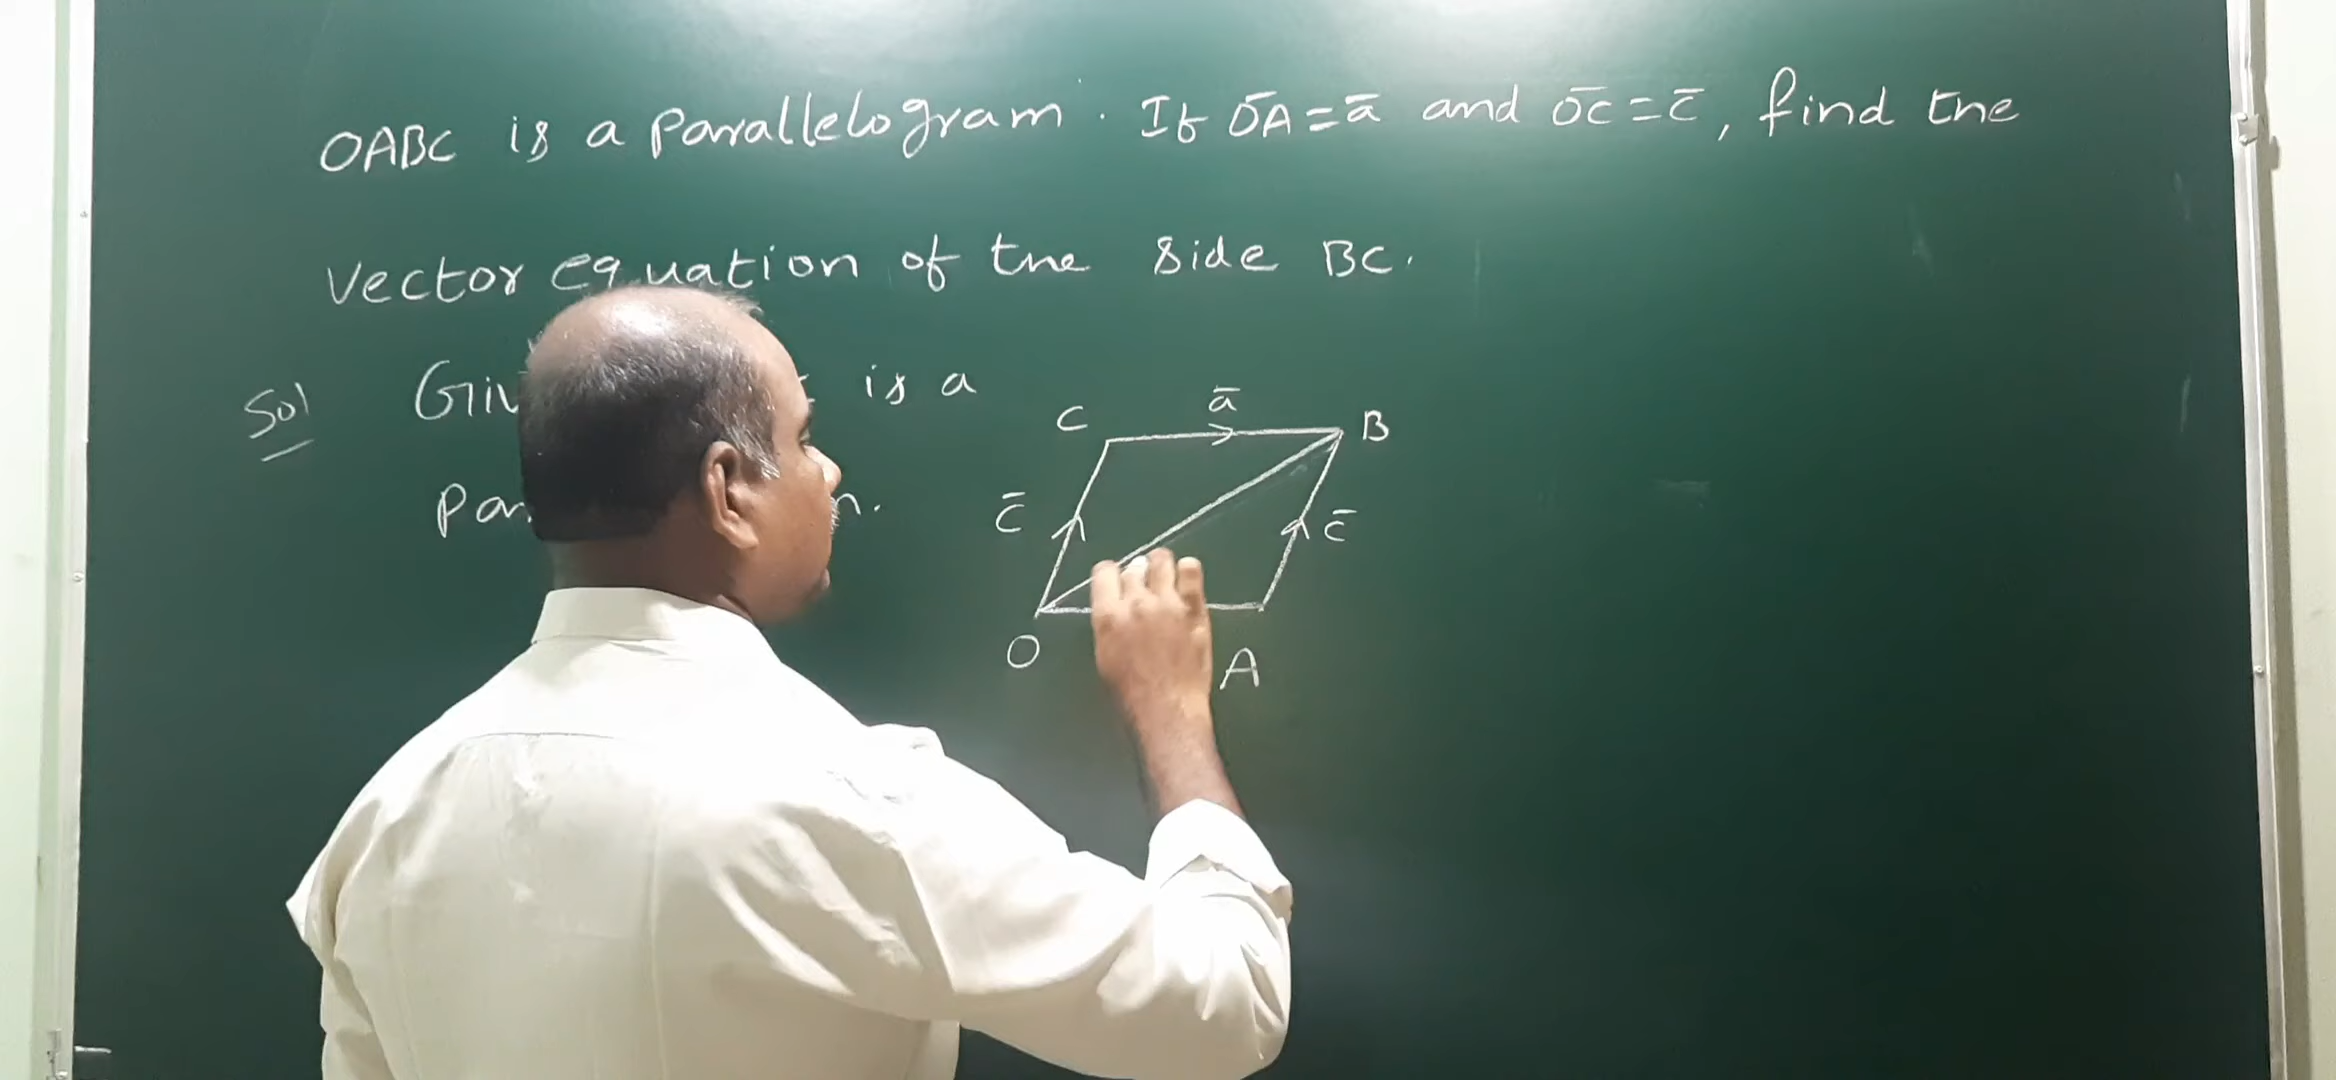 OABC is a parallelogram. If ŌA = ā and ŌC = c̄, find the
vector equation of the side BC.
Sol
is a
C
ā
B
c̄
c̄
O
A